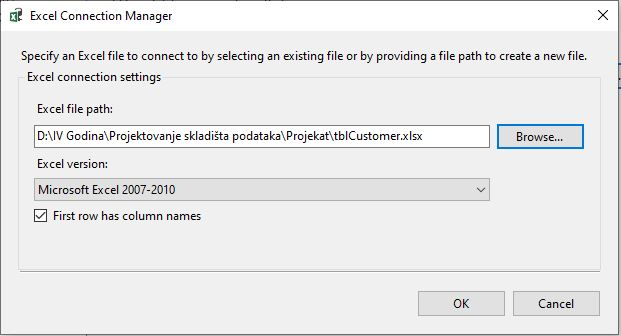 Excel Connection Manager
Specify an Excel file to connect to by selecting an existing file or by providing a file path to create a new file.
Excel connection settings
Excel file path:
D:\IV Godina\Projektovanje skladišta podataka\Projekat\tblCustomer.xlsx
Browse...
Excel version:
Microsoft Excel 2007-2010
First row has column names
OK
Cancel